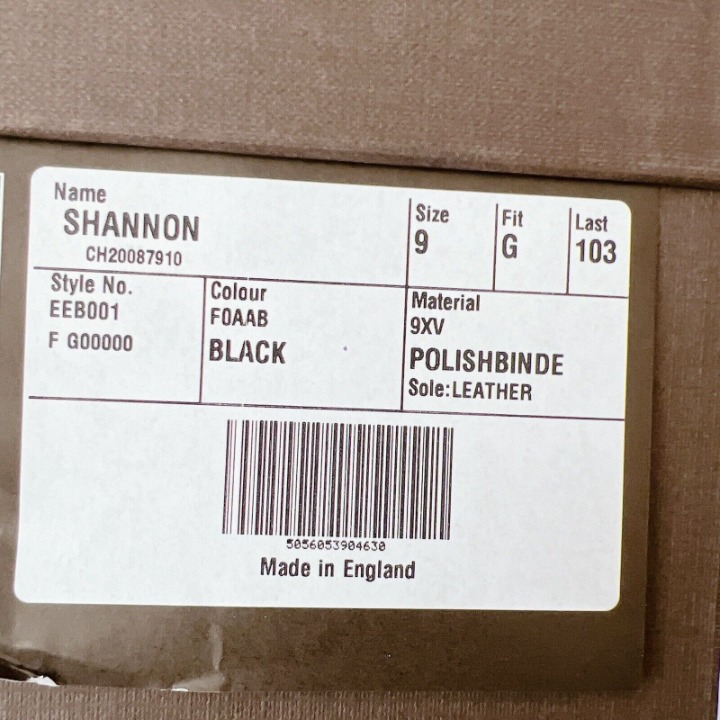 Name
SHANNON
CH20087910
Size
9
Fit
G
Last
103
Style No.
EEB001
F G00000
Colour
F0AAB
BLACK
Material
9XV
POLISHBINDE
Sole:LEATHER
5056053904630
Made in England